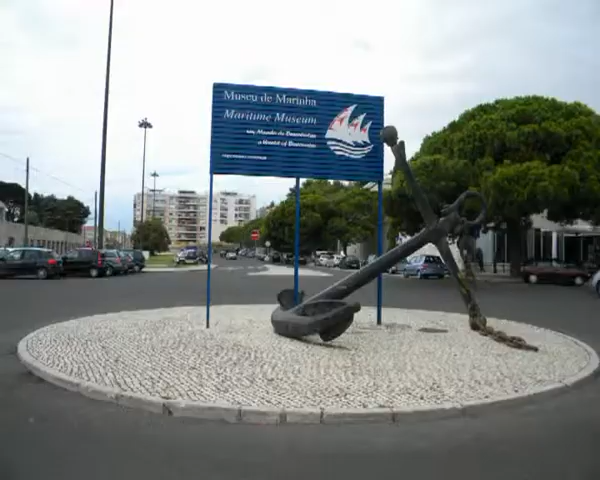 Museu de Marinha
Maritime Museum
um Mundo de Descobertas
a World of Discoveries